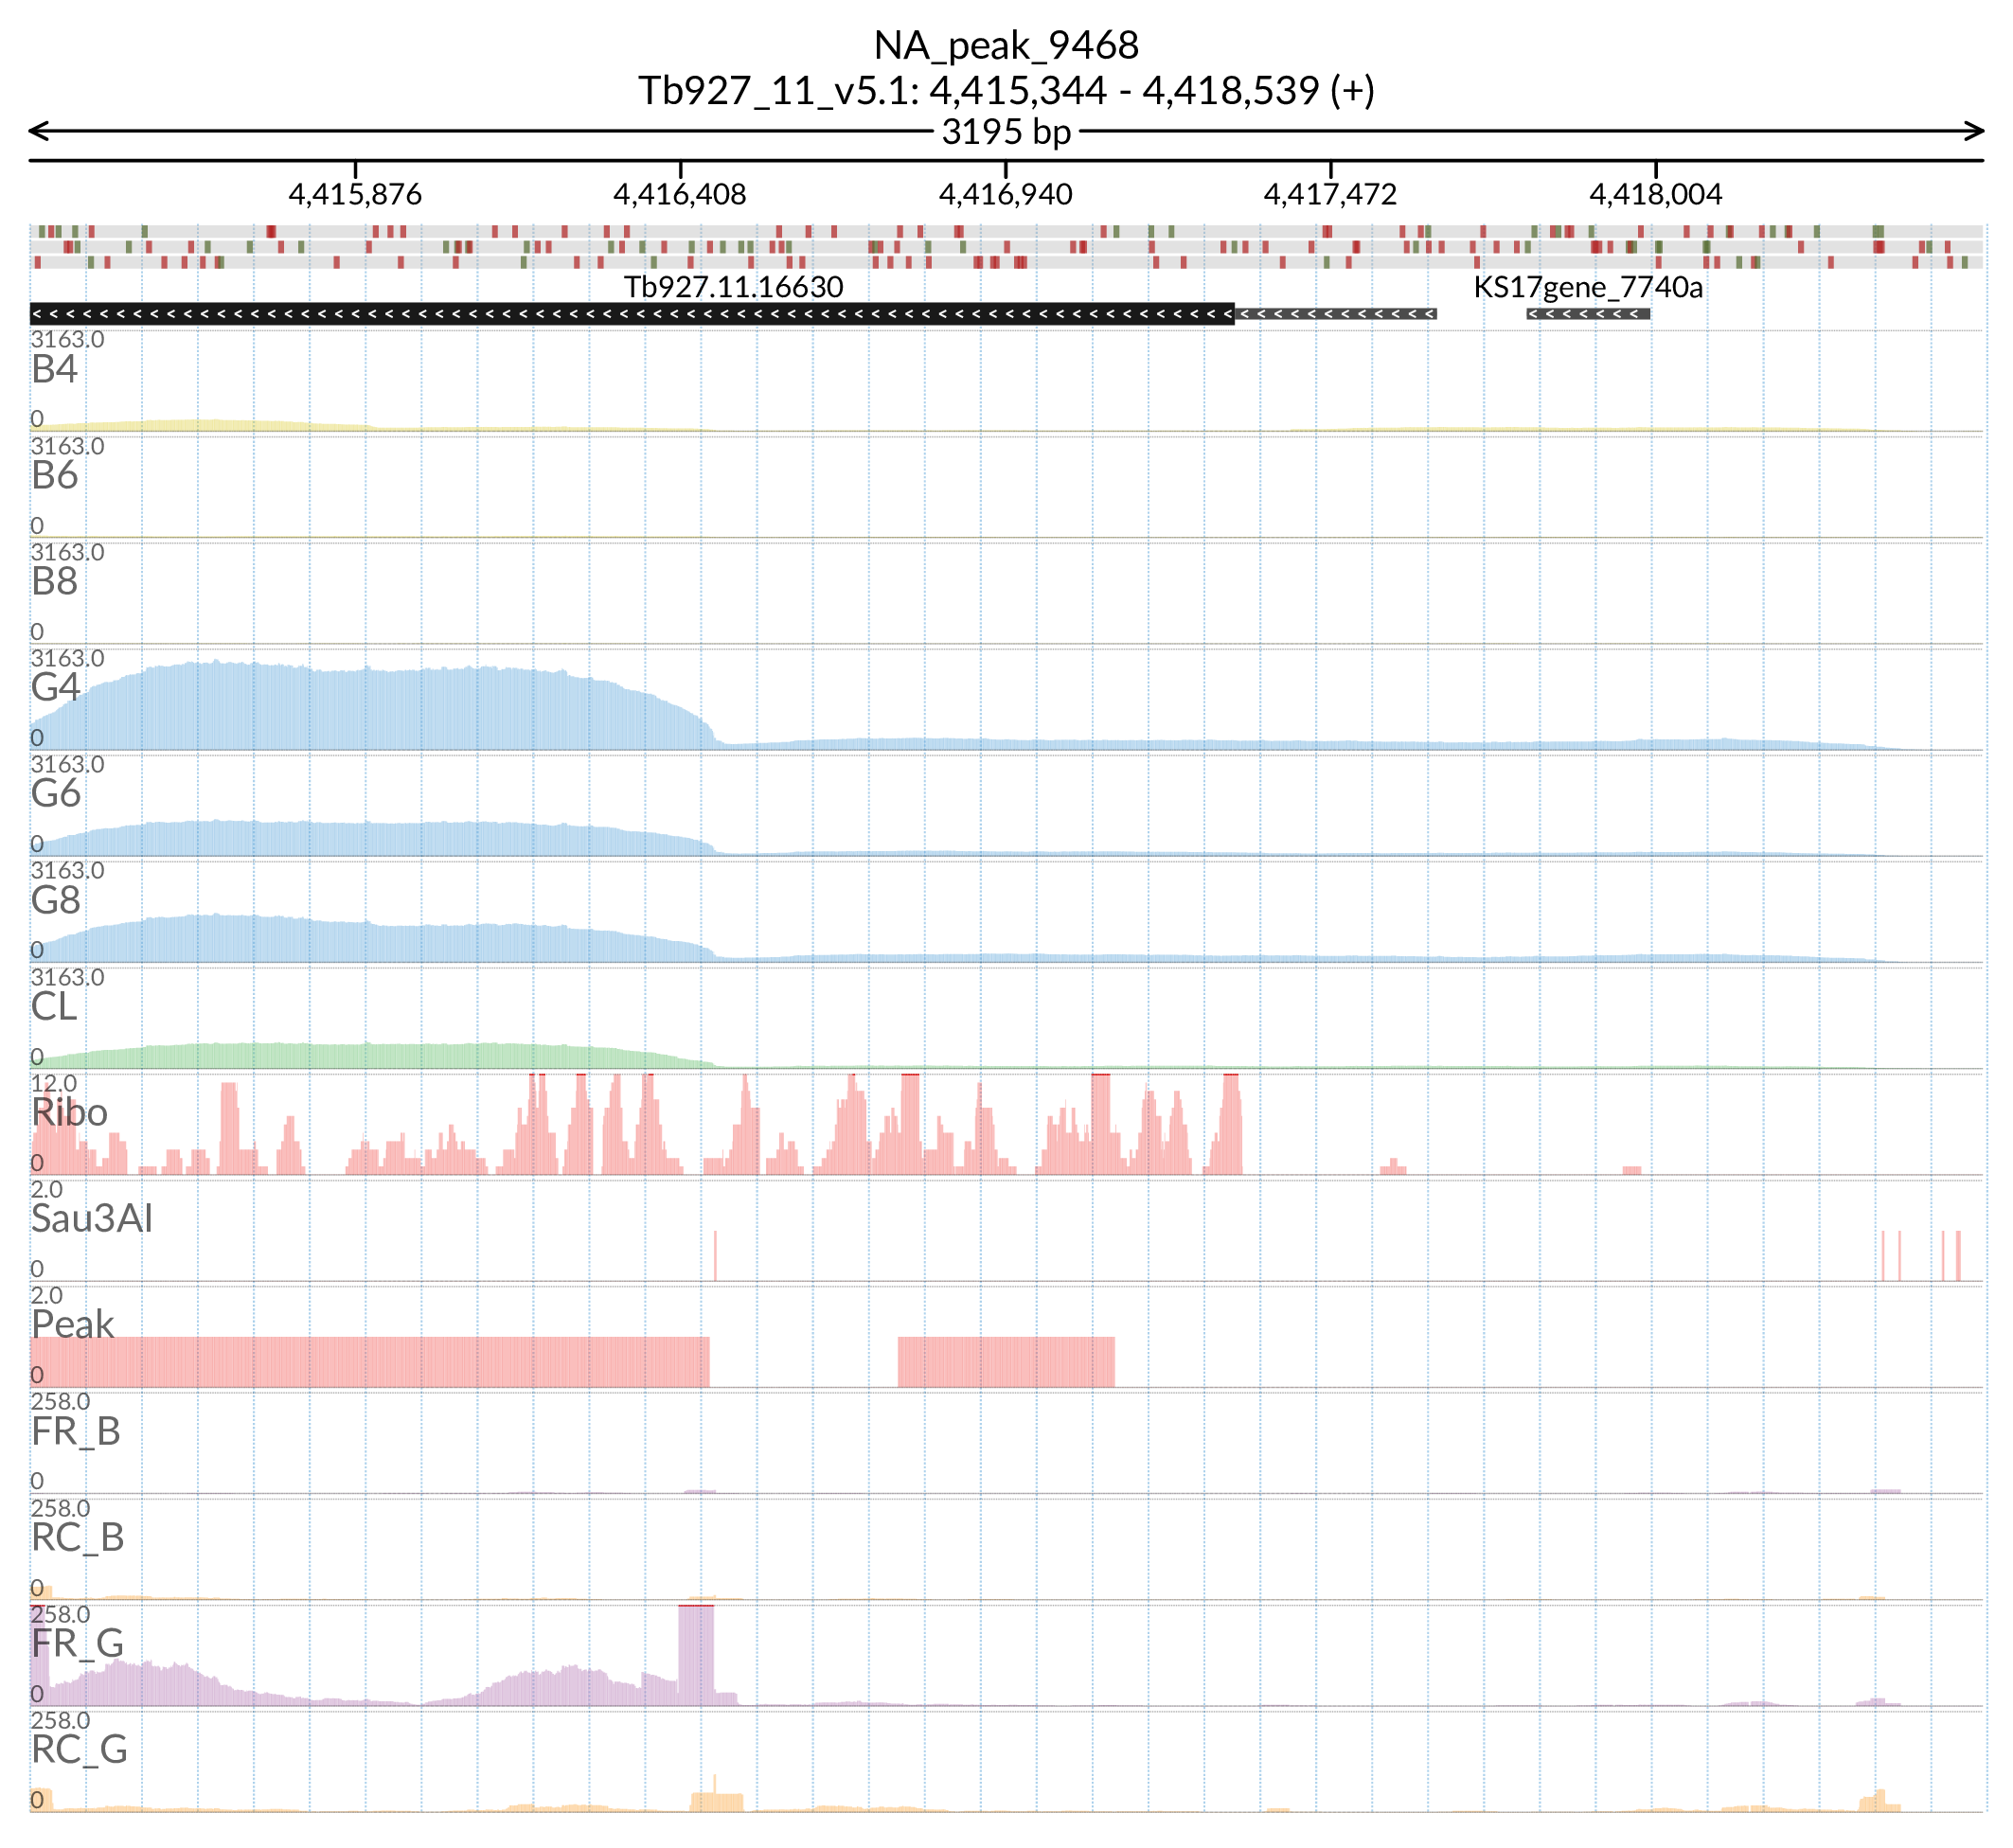 NA_peak_9468
Tb927_11_v5.1: 4,415,344 - 4,418,539 (+)
3195 bp
4,415,876 4,416,408 4,416,940 4,417,472 4,418,004
Tb927.11.16630 KS17gene_7740a
3163.0
B4
0
3163.0
B6
0
3163.0
B8
0
3163.0
G4
0
3163.0
G6
0
3163.0
G8
0
3163.0
CL
0
12.0
Ribo
0
2.0
Sau3AI
0
2.0
Peak
0
258.0
FR_B
0
258.0
RC_B
0
258.0
FR_G
0
258.0
RC_G
0